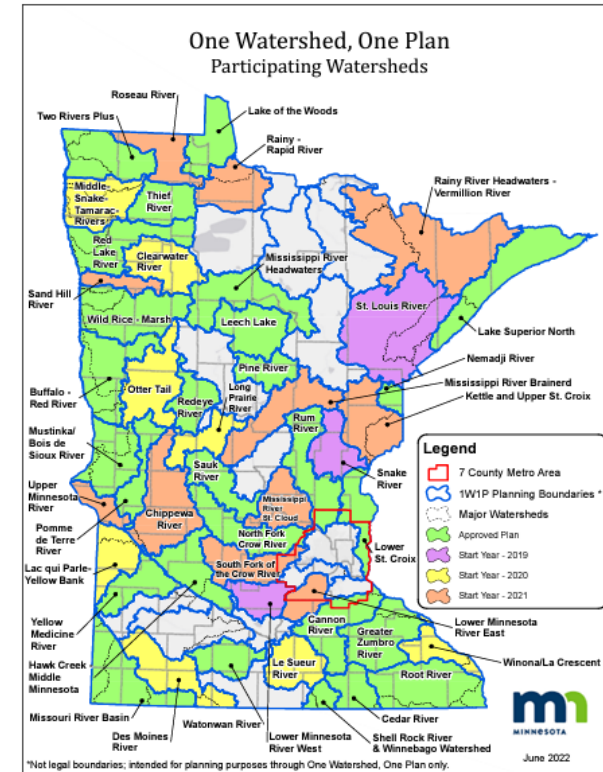 One Watershed, One Plan
Participating Watersheds
Roseau River
Two Rivers Plus
Lake of the Woods
Rainy -
Rapid River
Middle-
Snake-
Tamarac-
Rivers
Thief
River
Rainy River Headwaters -
Vermillion River
Red
Lake
River
Clearwater
River
Mississippi River
Headwaters
Sand Hill
River
St. Louis River
Wild Rice - Marsh
Leech Lake
Lake Superior North
Pine River
Nemadji River
Otter Tail
Long
Prairie
River
Mississippi River Brainerd
Buffalo -
Red River
Redeye
River
Kettle and Upper St. Croix
Rum
River
Mustinka/
Bois de
Sioux River
Sauk
River
Snake
River
Upper
Minnesota
River
Chippewa
River
Mississippi
River
St. Cloud
Pomme
de Terre
River
North Fork
Crow River
Lower
St. Croix
Lac qui Parle-
Yellow Bank
South Fork of
the Crow River
Legend
7 County Metro Area
1W1P Planning Boundaries *
Major Watersheds
Approved Plan
Start Year - 2019
Start Year - 2020
Start Year - 2021
Yellow
Medicine
River
Cannon
River
Lower Minnesota
River East
Greater
Zumbro
River
Hawk Creek
Middle
Minnesota
Le Sueur
River
Winona/La Crescent
Root River
Missouri River Basin
Watonwan River
Cedar River
Des Moines
River
Lower Minnesota
River West
Shell Rock River
& Winnebago Watershed
MINNESOTA
June 2022
*Not legal boundaries; intended for planning purposes through One Watershed, One Plan only.